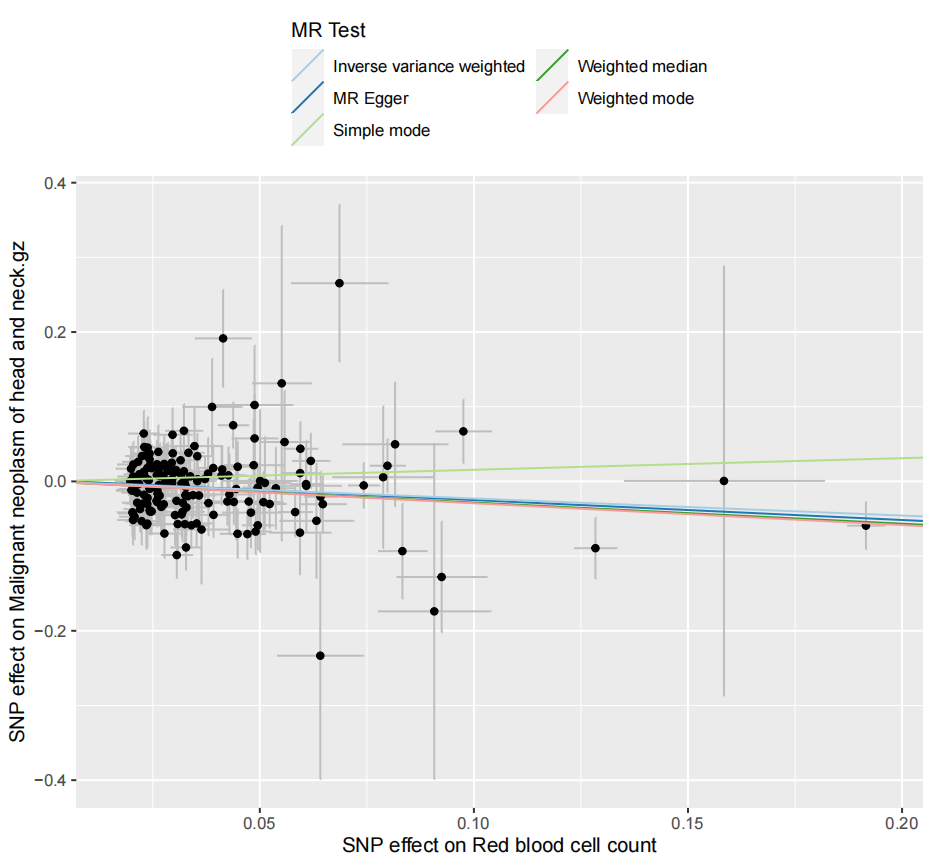 MR Test
Inverse variance weighted
Weighted median
MR Egger
Weighted mode
Simple mode
SNP effect on Malignant neoplasm of head and neck.gz
0.4
0.2
0.0
−0.2
−0.4
0.05
0.10
0.15
0.20
SNP effect on Red blood cell count